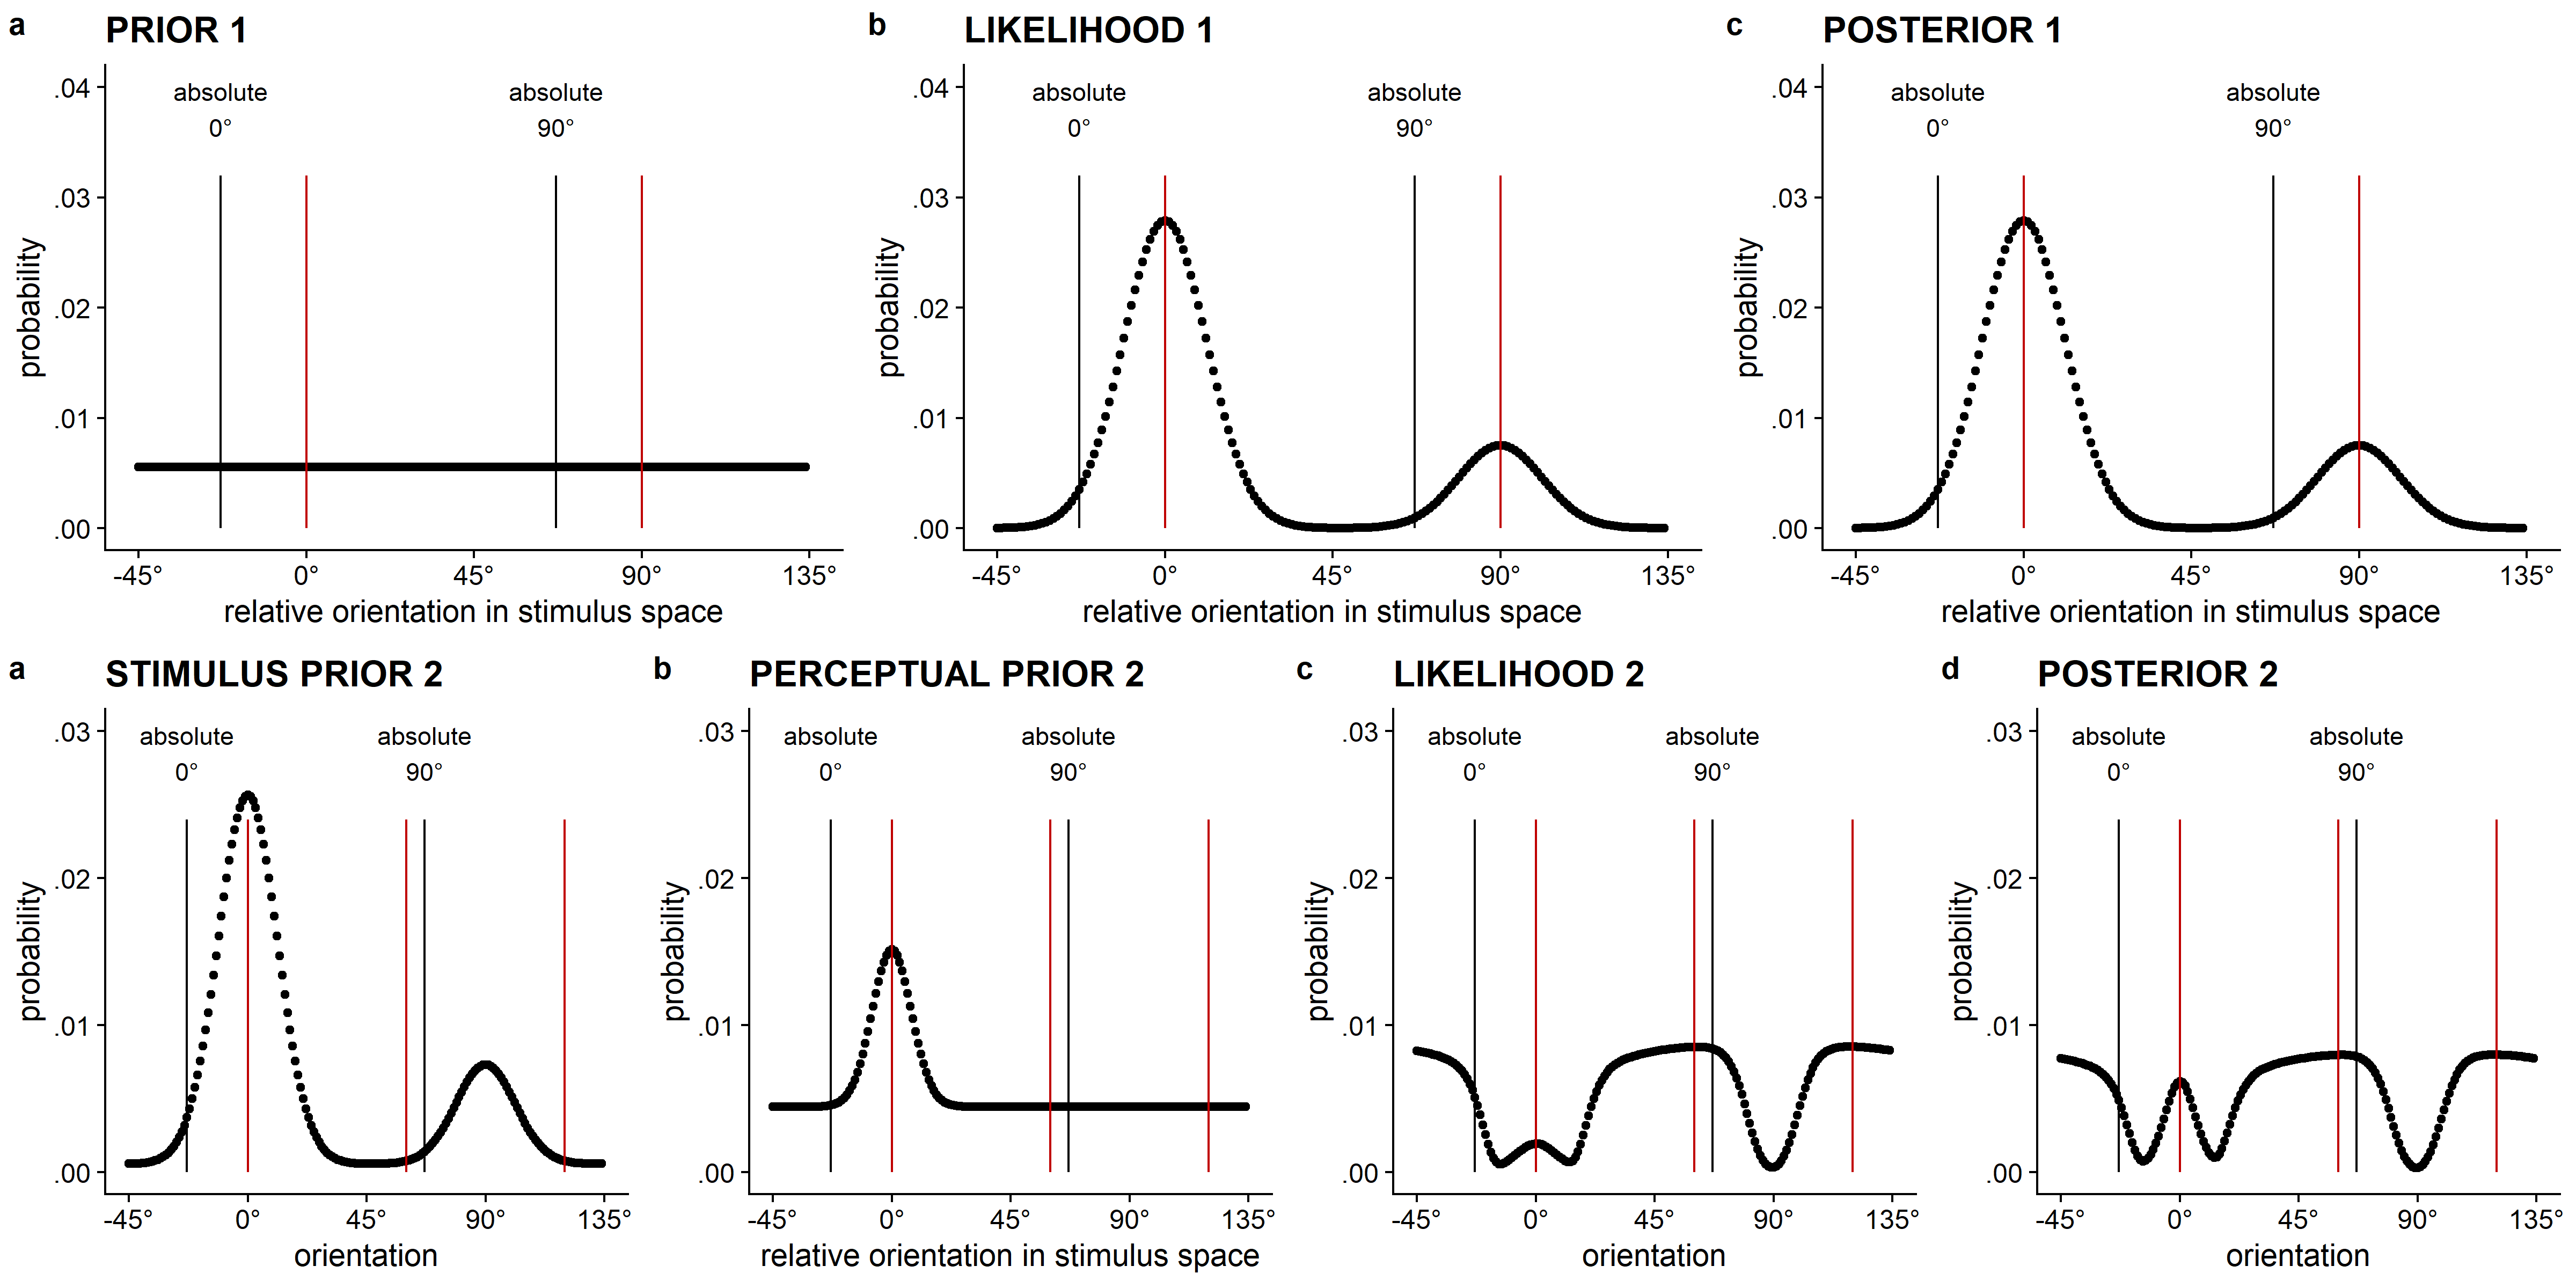 a PRIOR 1
.04
.03
.02
.01
.00
absolute
0°
absolute
90°
probability
-45° 0° 45° 90° 135°
relative orientation in stimulus space
b LIKELIHOOD 1
.04
.03
.02
.01
.00
absolute
0°
absolute
90°
probability
-45° 0° 45° 90° 135°
relative orientation in stimulus space
c POSTERIOR 1
.04
.03
.02
.01
.00
absolute
0°
absolute
90°
probability
-45° 0° 45° 90° 135°
relative orientation in stimulus space
a STIMULUS PRIOR 2
.03
.02
.01
.00
absolute
0°
absolute
90°
probability
-45° 0° 45° 90° 135°
orientation
b PERCEPTUAL PRIOR 2
.03
.02
.01
.00
absolute
0°
absolute
90°
probability
-45° 0° 45° 90° 135°
relative orientation in stimulus space
c LIKELIHOOD 2
.03
.02
.01
.00
absolute
0°
absolute
90°
probability
-45° 0° 45° 90° 135°
orientation
d POSTERIOR 2
.03
.02
.01
.00
absolute
0°
absolute
90°
probability
-45° 0° 45° 90° 135°
orientation